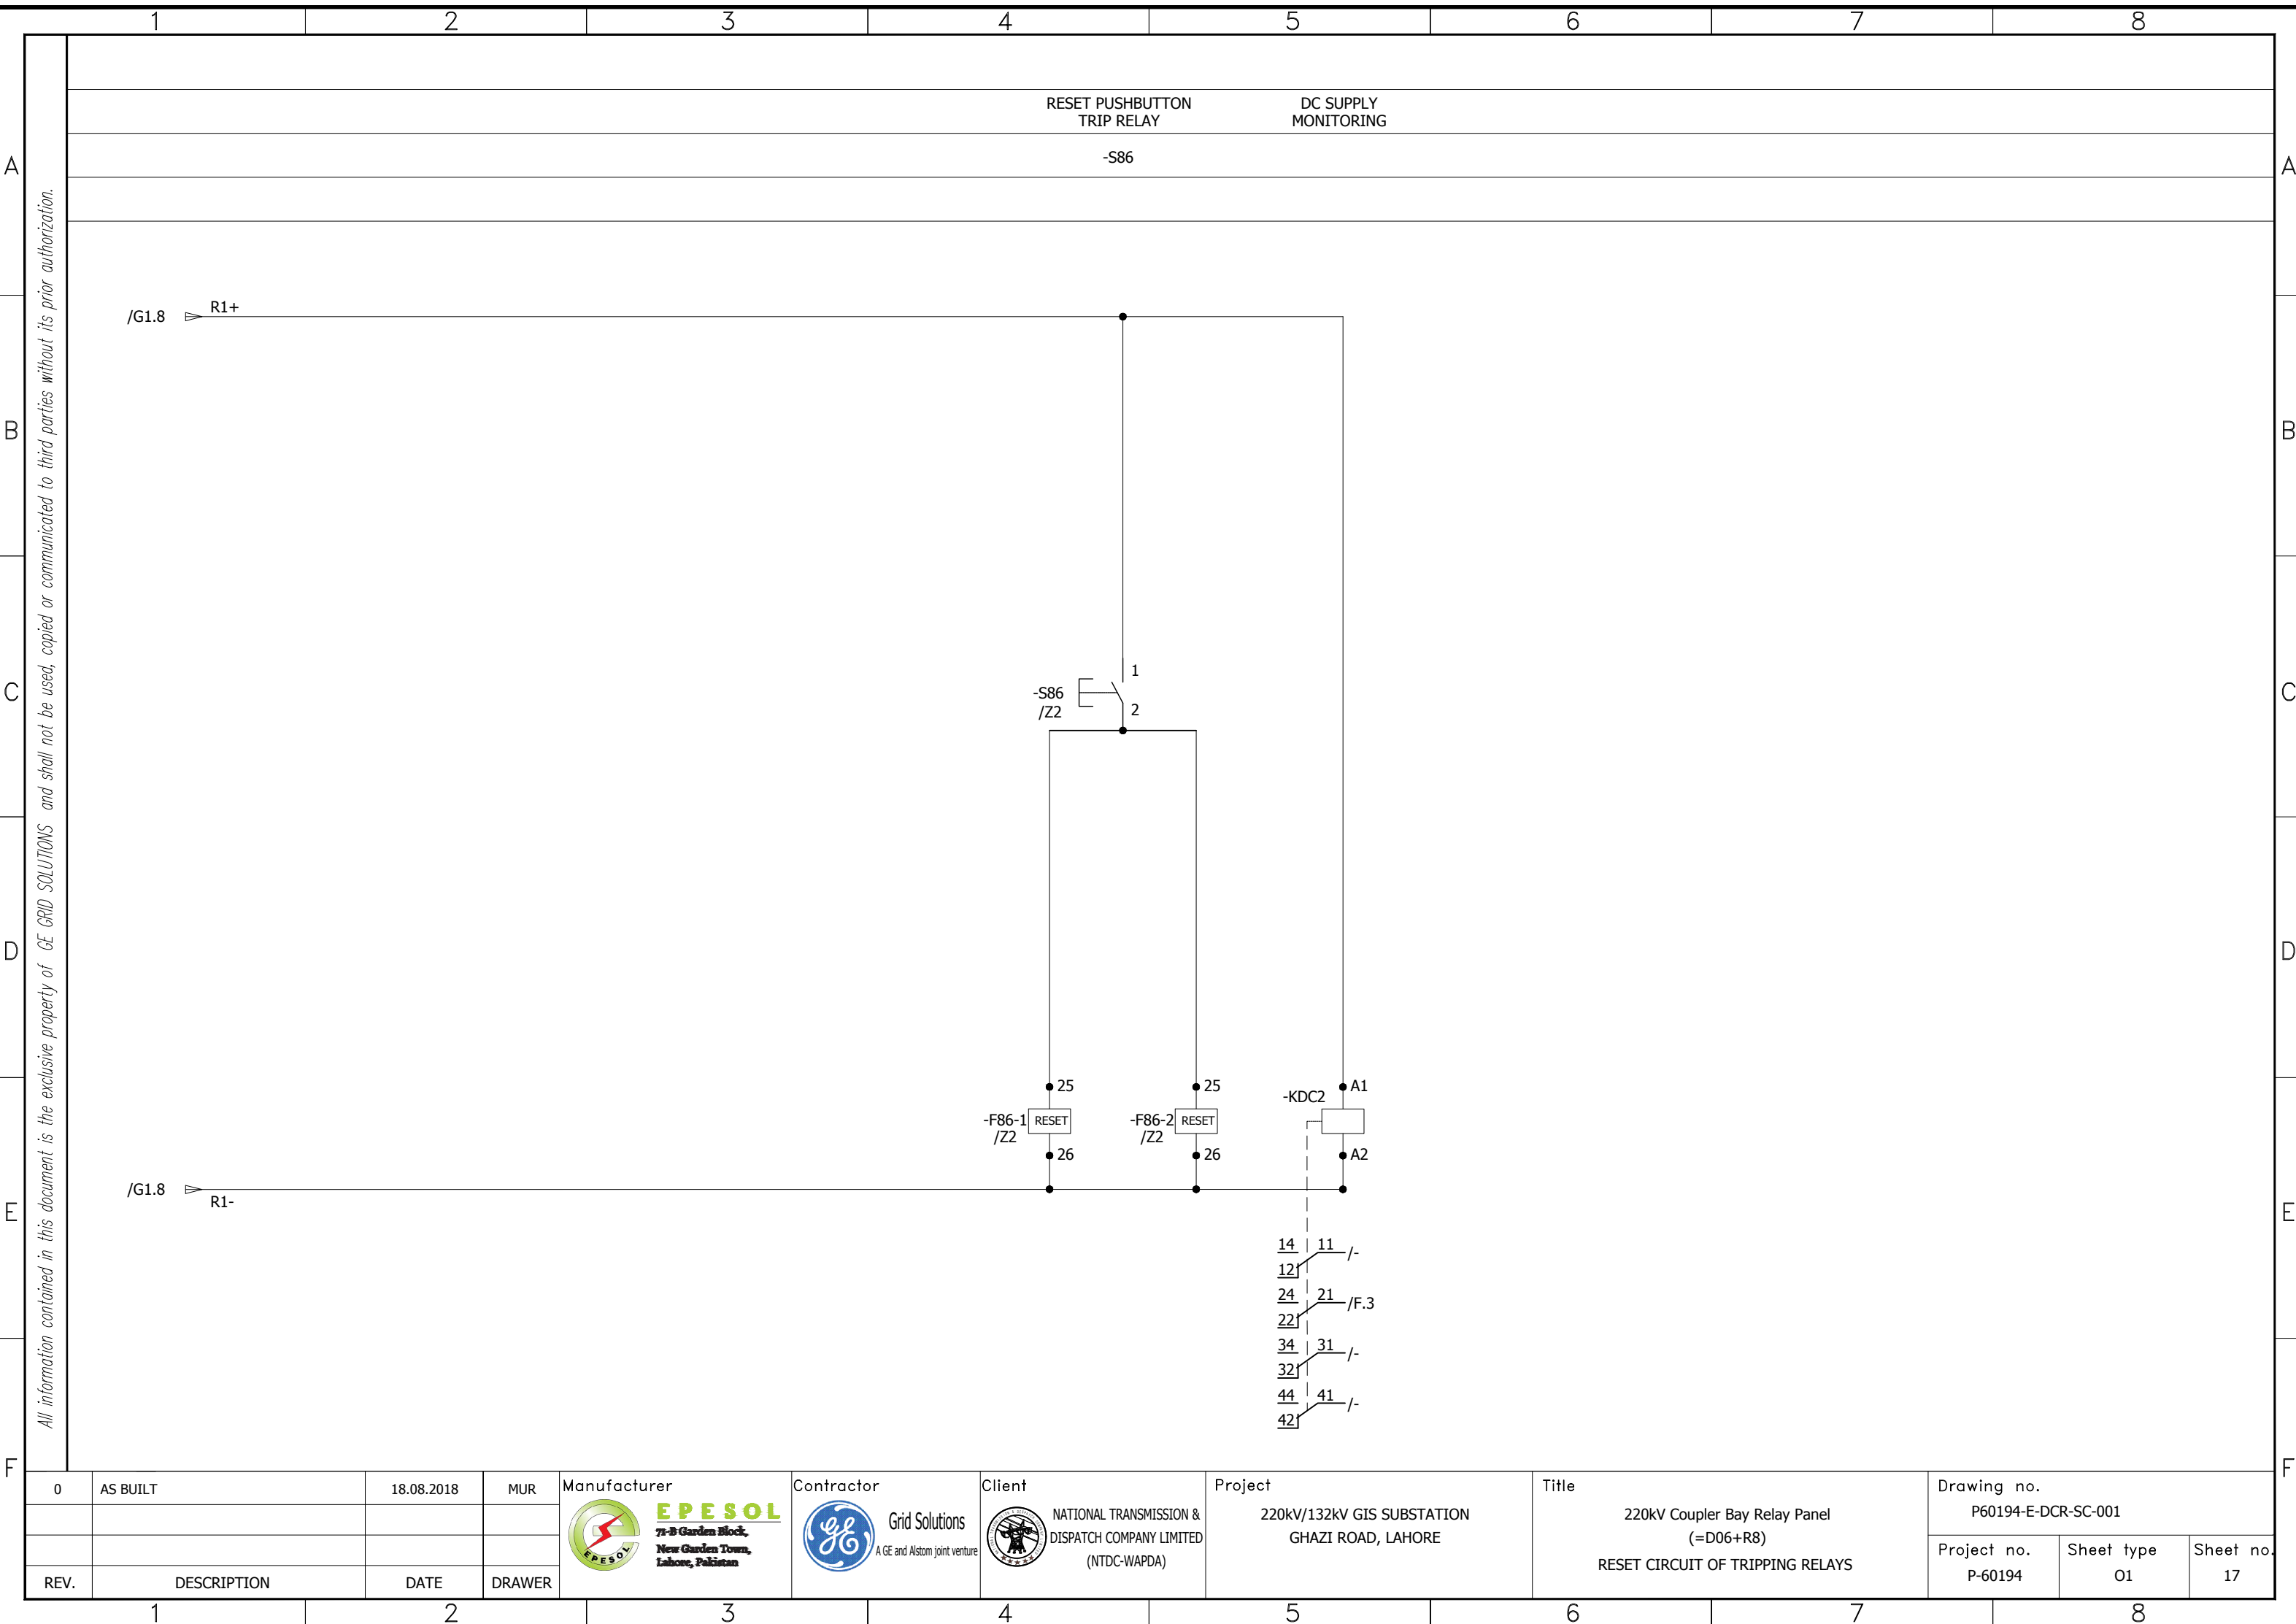 1 2 3 4 5 6 7 8
RESET PUSHBUTTON
TRIP RELAY
DC SUPPLY
MONITORING
-S86
A A
B B
C C
D D
E E
F F
All information contained in this document is the exclusive property of GE GRID SOLUTIONS and shall not be used, copied or communicated to third parties without its prior authorization.
/G1.8 R1+
1
-S86
/Z2
2
25 25 A1
-KDC2
-F86-1 RESET
/Z2
-F86-2 RESET
/Z2
26 26 A2
/G1.8 R1-
14 11 /-
12
24 21 /F.3
22
34 31 /-
32
44 41 /-
42
0 AS BUILT 18.08.2018 MUR
REV. DESCRIPTION DATE DRAWER
Manufacturer
EPESOL
EPESOL
71-B Garden Block,
New Garden Town,
Lahore, Pakistan
Contractor
GE
Grid Solutions
A GE and Alstom joint venture
Client
NATIONAL TRANSMISSION &
DISPATCH COMPANY LIMITED
(NTDC-WAPDA)
Project
220kV/132kV GIS SUBSTATION
GHAZI ROAD, LAHORE
Title
220kV Coupler Bay Relay Panel
(=D06+R8)
RESET CIRCUIT OF TRIPPING RELAYS
Drawing no.
P60194-E-DCR-SC-001
Project no. Sheet type Sheet no.
P-60194 O1 17
1 2 3 4 5 6 7 8